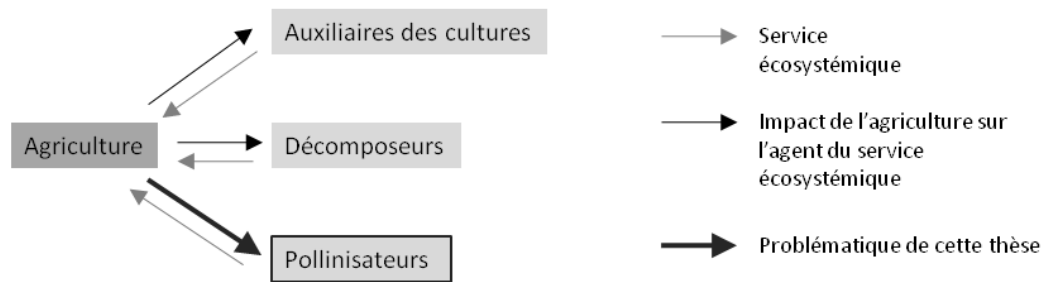 Auxiliaires des cultures
Agriculture
Décomposeurs
Pollinisateurs
Service
écosystémique
Impact de l'agriculture sur
l'agent du service
écosystémique
Problématique de cette thèse